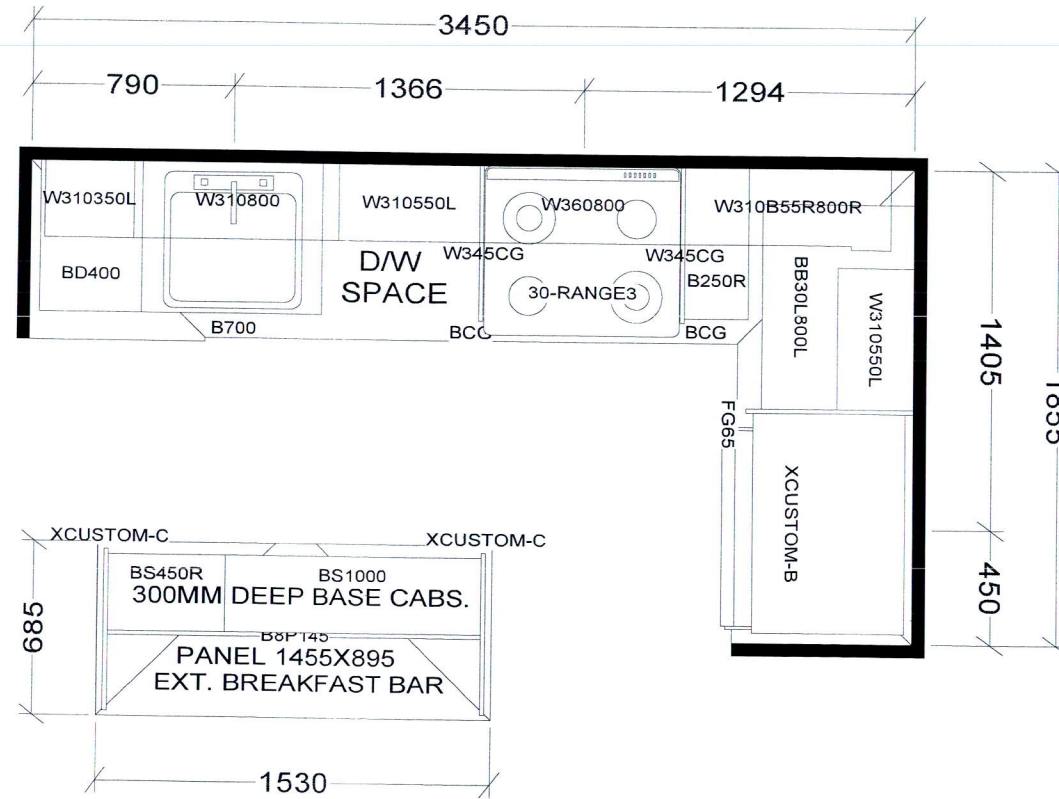 3450
790
1366
1294
W310350L
W310800
W310550L
W360800
W310B55R800R
W345CG
W345CG
BD400
D/W
SPACE
30-RANGE3
B250R
BB30L800L
W310550L
B700
BCG
BCG
1405
FG65
XCUSTOM-B
450
XCUSTOM-C
XCUSTOM-C
BS450R
BS1000
300MM DEEP BASE CABS.
685
PANEL 1455X895
EXT. BREAKFAST BAR
1530